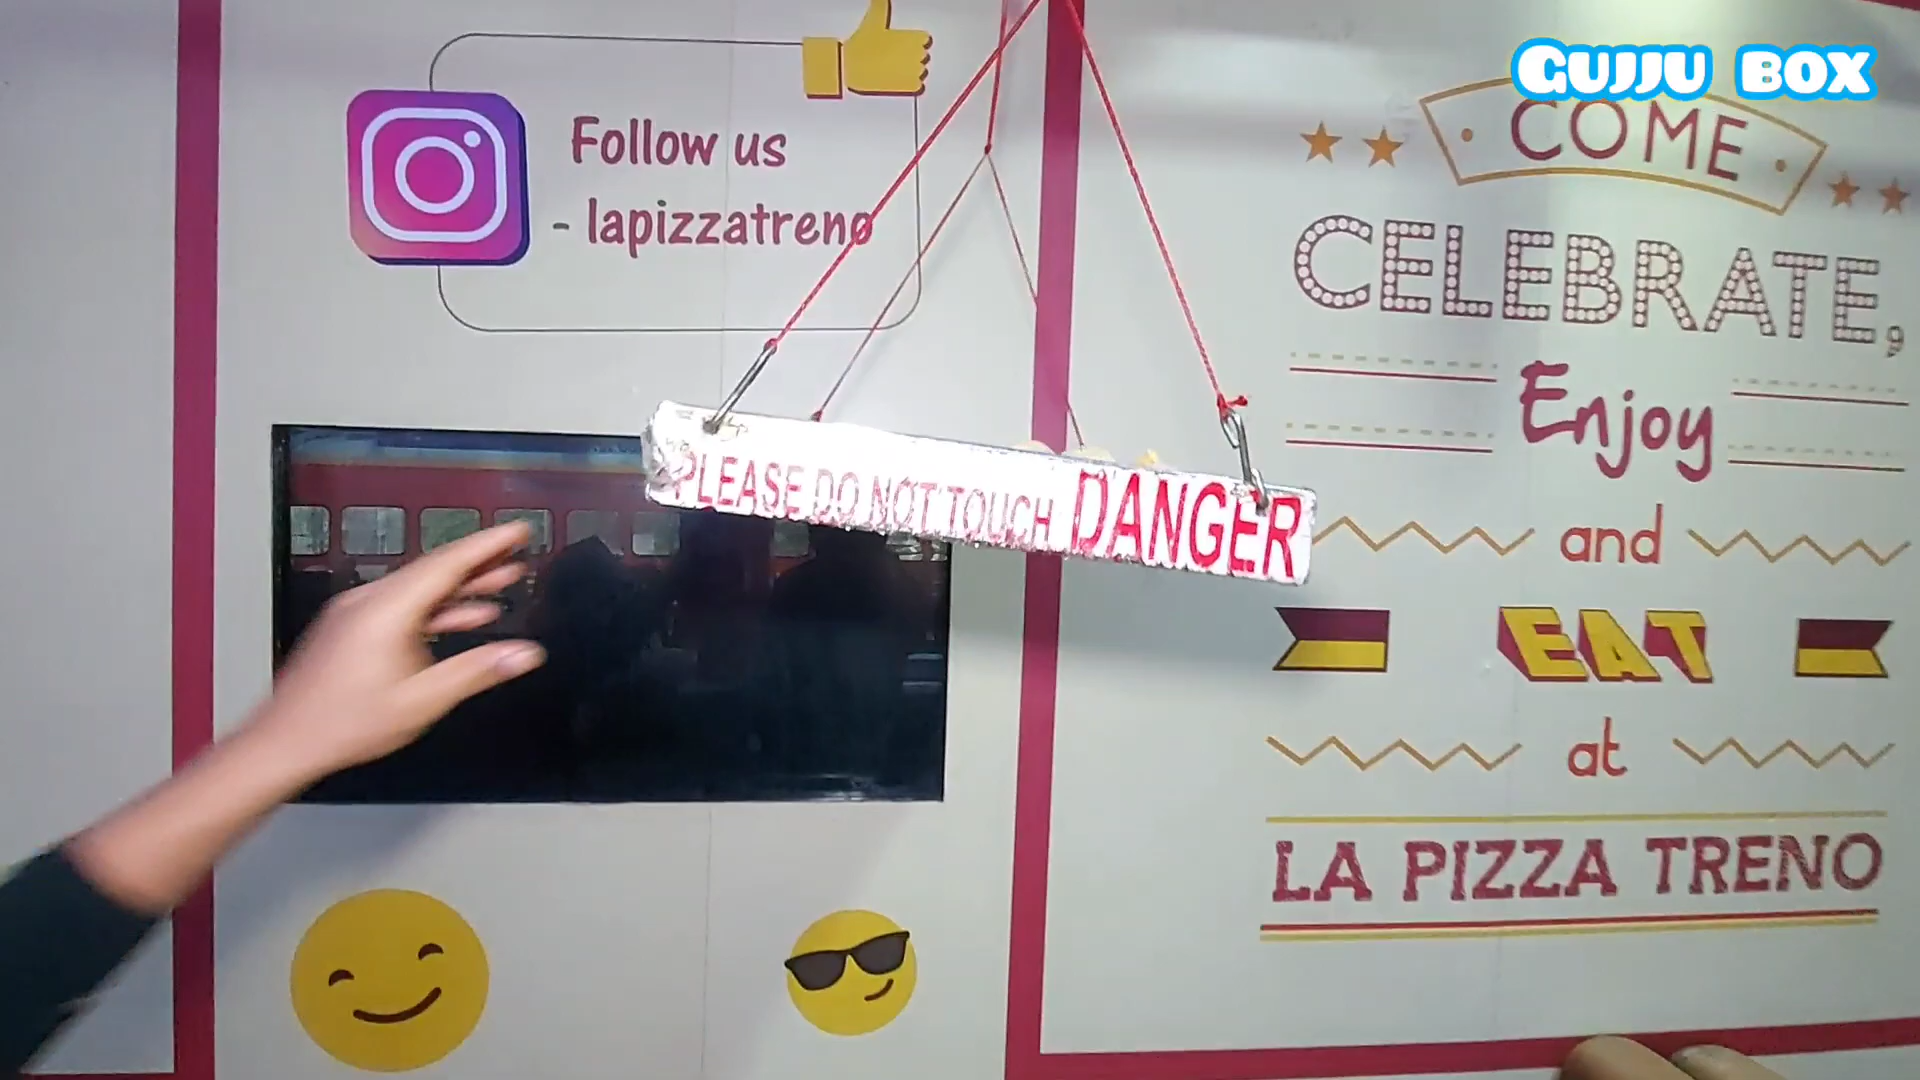 GUJJU BOX
Follow us
- lapizzatreno
PLEASE DO NOT TOUCH DANGER
COME
CELEBRATE,
Enjoy
and
EAT
at
LA PIZZA TRENO